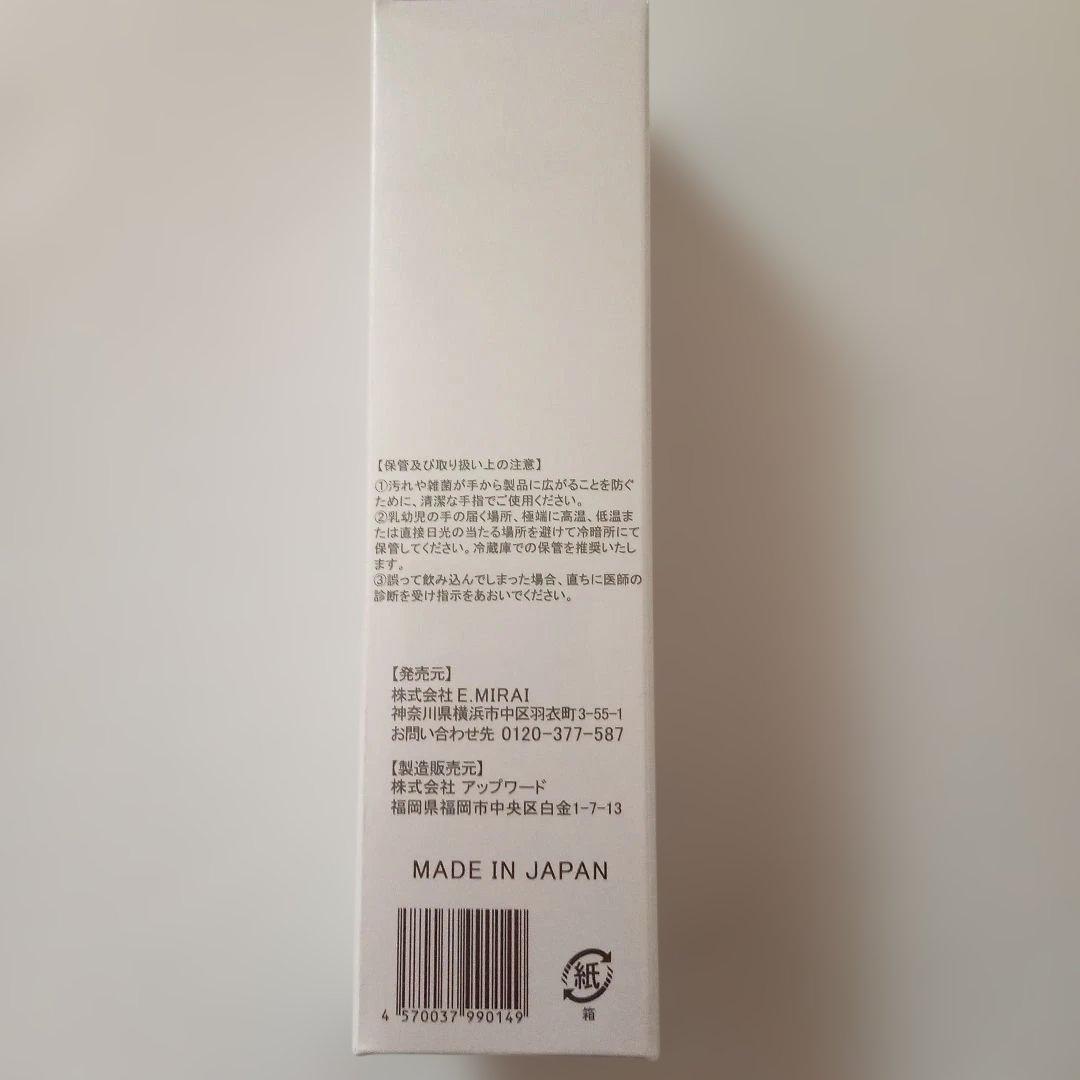 【保管及び取り扱い上の注意】
①汚れや雑菌が手から製品に広がることを防ぐ
ために、清潔な手指でご使用ください。
②乳幼児の手の届く場所、極端に高温、低温ま
たは直接日光の当たる場所を避けて冷暗所にて
保管してください。冷蔵庫での保管を推奨いたし
ます。
③誤って飲み込んでしまった場合、直ちに医師の
診断を受け指示をあおいでください。
【発売元】
株式会社 E.MIRAI
神奈川県横浜市中区羽衣町3-55-1
お問い合わせ先 0120-377-587
【製造販売元】
株式会社 アップワード
福岡県福岡市中央区白金1-7-13
MADE IN JAPAN
4 570037 990149
紙
箱